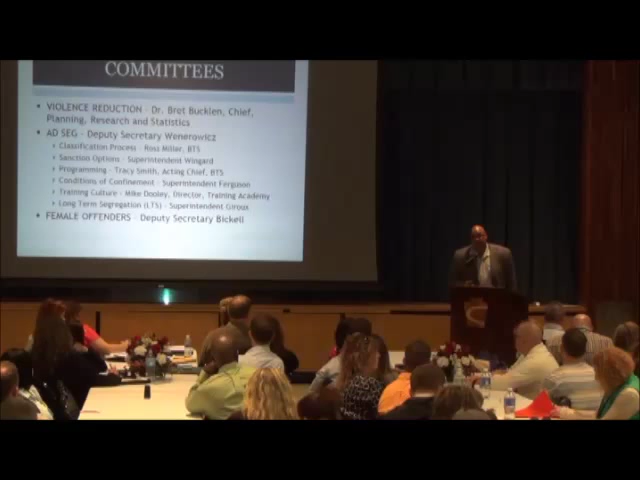 COMMITTEES
• VIOLENCE REDUCTION - Dr. Bret Bucklen, Chief,
Planning, Research and Statistics
• AD SEG - Deputy Secretary Wenerowicz
Classification Process - Ross Miller, BTS
Sanction Options - Superintendent Wingard
Programming - Tracy Smith, Acting Chief, BTS
Conditions of Confinement - Superintendent Ferguson
Training Culture - Mike Dooley, Director, Training Academy
Long Term Segregation (LTS) - Superintendent Giroux
• FEMALE OFFENDERS - Deputy Secretary Bickell